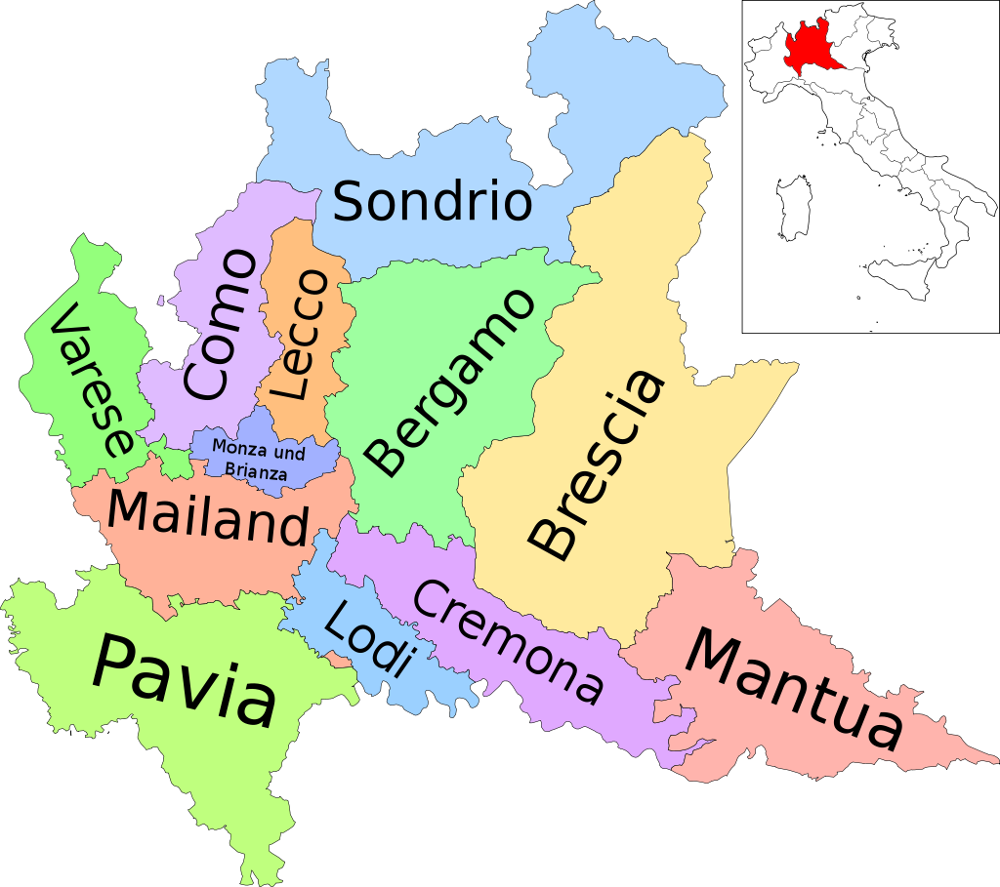 Sondrio
Como
Lecco
Varese
Bergamo
Brescia
Monza und
Brianza
Mailand
Cremona
Lodi
Pavia
Mantua